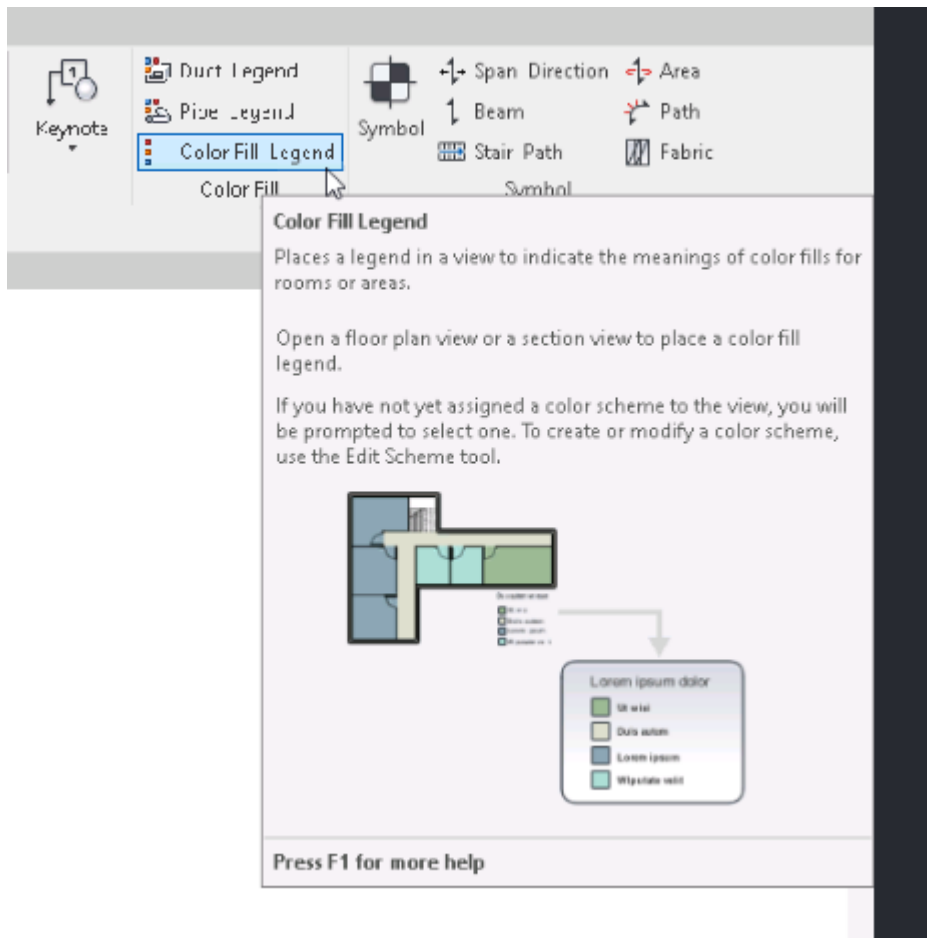 Keynote
Duct Legend
Pipe Legend
Color Fill Legend
Color Fill
Symbol
Span Direction
Beam
Stair Path
Area
Path
Fabric
Symbol
Color Fill Legend
Places a legend in a view to indicate the meanings of color fills for
rooms or areas.
Open a floor plan view or a section view to place a color fill
legend.
If you have not yet assigned a color scheme to the view, you will
be prompted to select one. To create or modify a color scheme,
use the Edit Scheme tool.
Lorem ipsum dolor
Ut wisi
Duis autem
Lorem ipsum
velit
Press F1 for more help